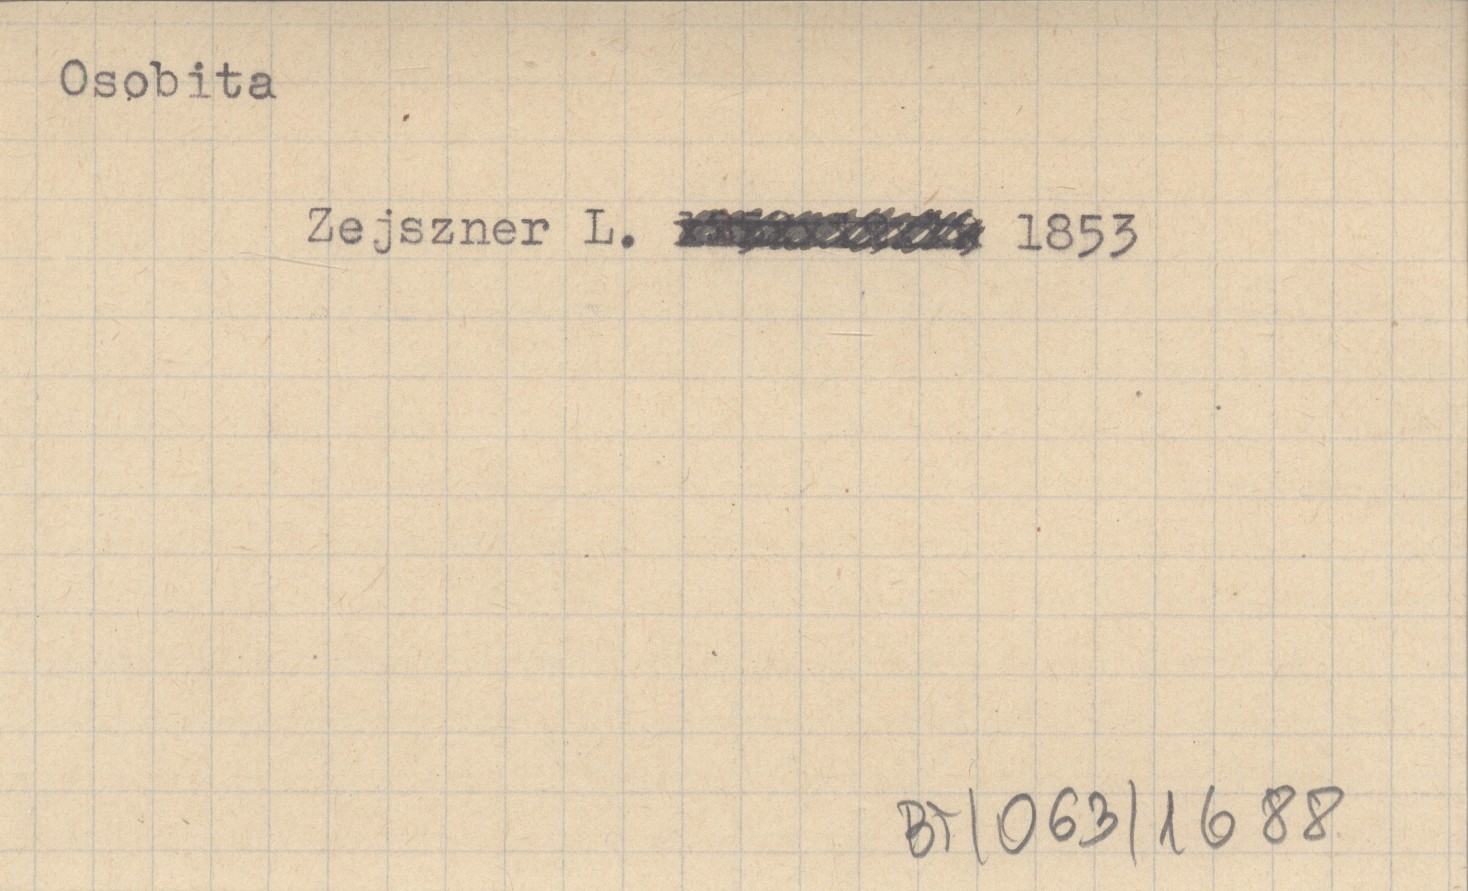 Osobita
Zejszner L. 1853
BT/063/1688